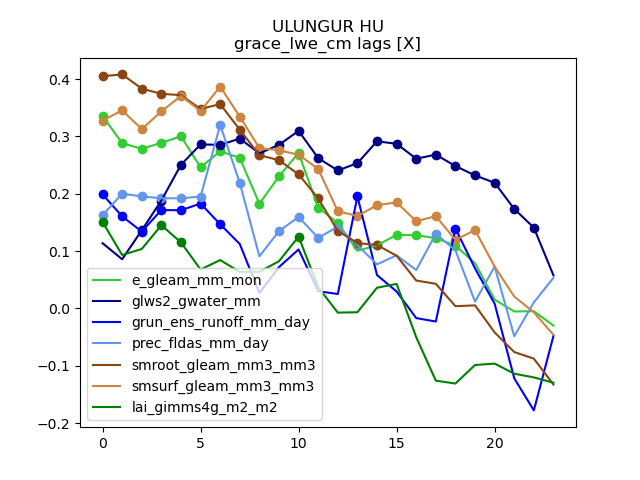 ULUNGUR HU
grace_lwe_cm lags [X]
0.4
0.3
0.2
0.1
0.0
−0.1
−0.2
e_gleam_mm_mon
glws2_gwater_mm
grun_ens_runoff_mm_day
prec_fldas_mm_day
smroot_gleam_mm3_mm3
smsurf_gleam_mm3_mm3
lai_gimms4g_m2_m2
0 5 10 15 20